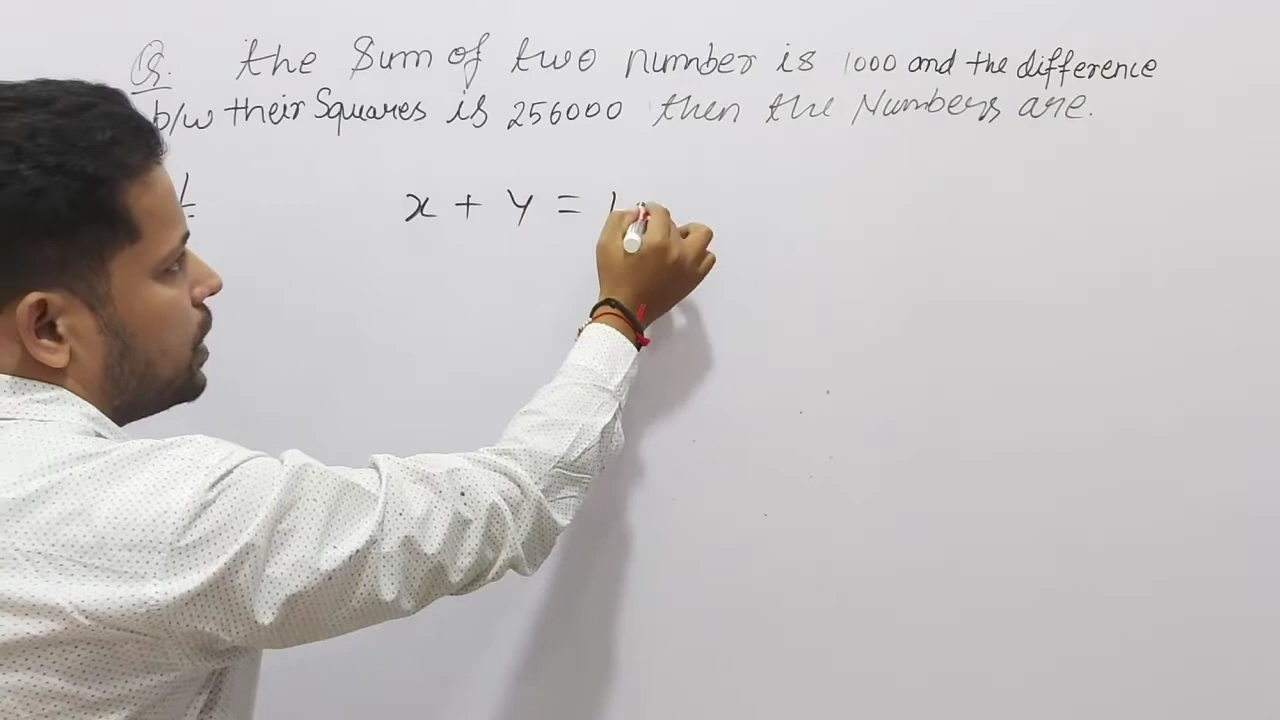 Q. the Sum of two number is 1000 and the difference
b/w their Squares is 256000 then the Numbers are.
x + y = 1